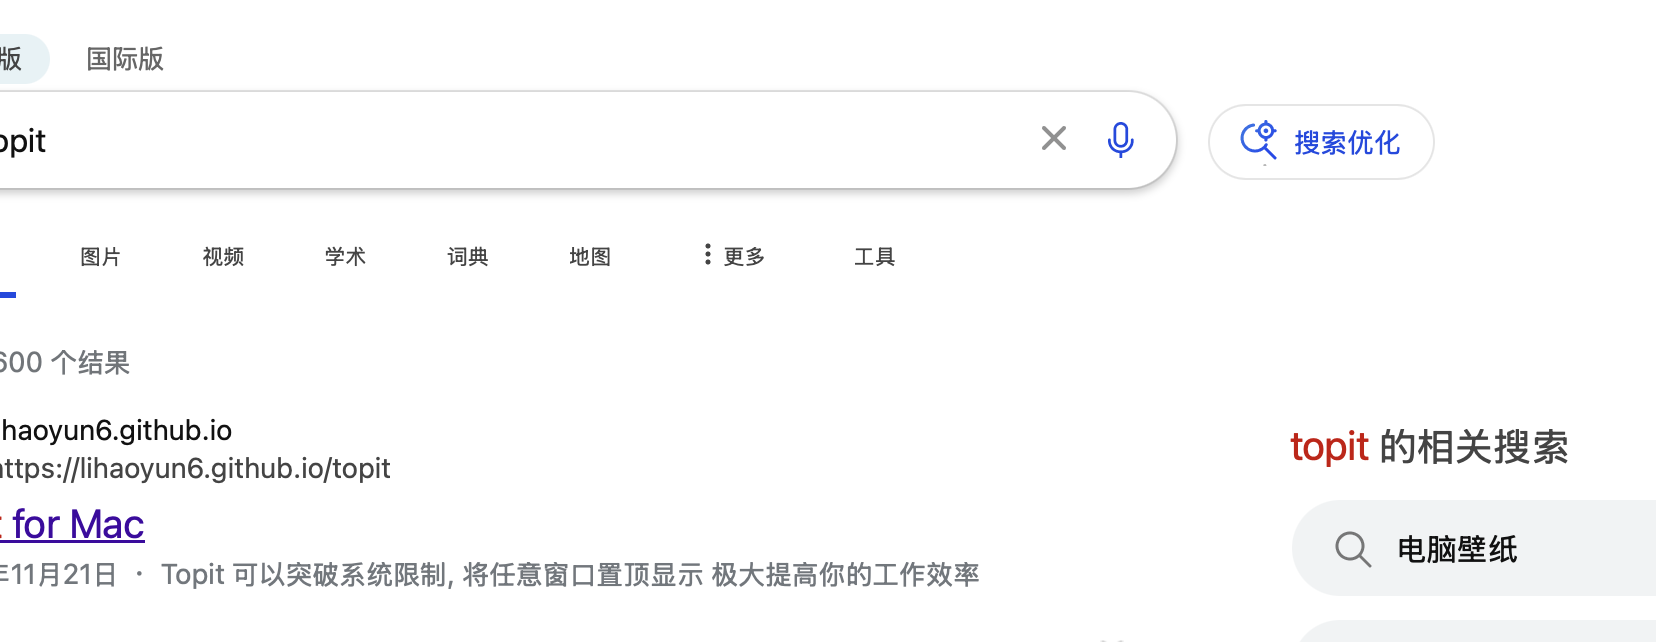 版 国际版
opit
搜索优化
图片 视频 学术 词典 地图 更多 工具
600 个结果
ihaoyun6.github.io
https://lihaoyun6.github.io/topit
topit 的相关搜索
t for Mac
电脑壁纸
年11月21日 · Topit 可以突破系统限制, 将任意窗口置顶显示 极大提高你的工作效率